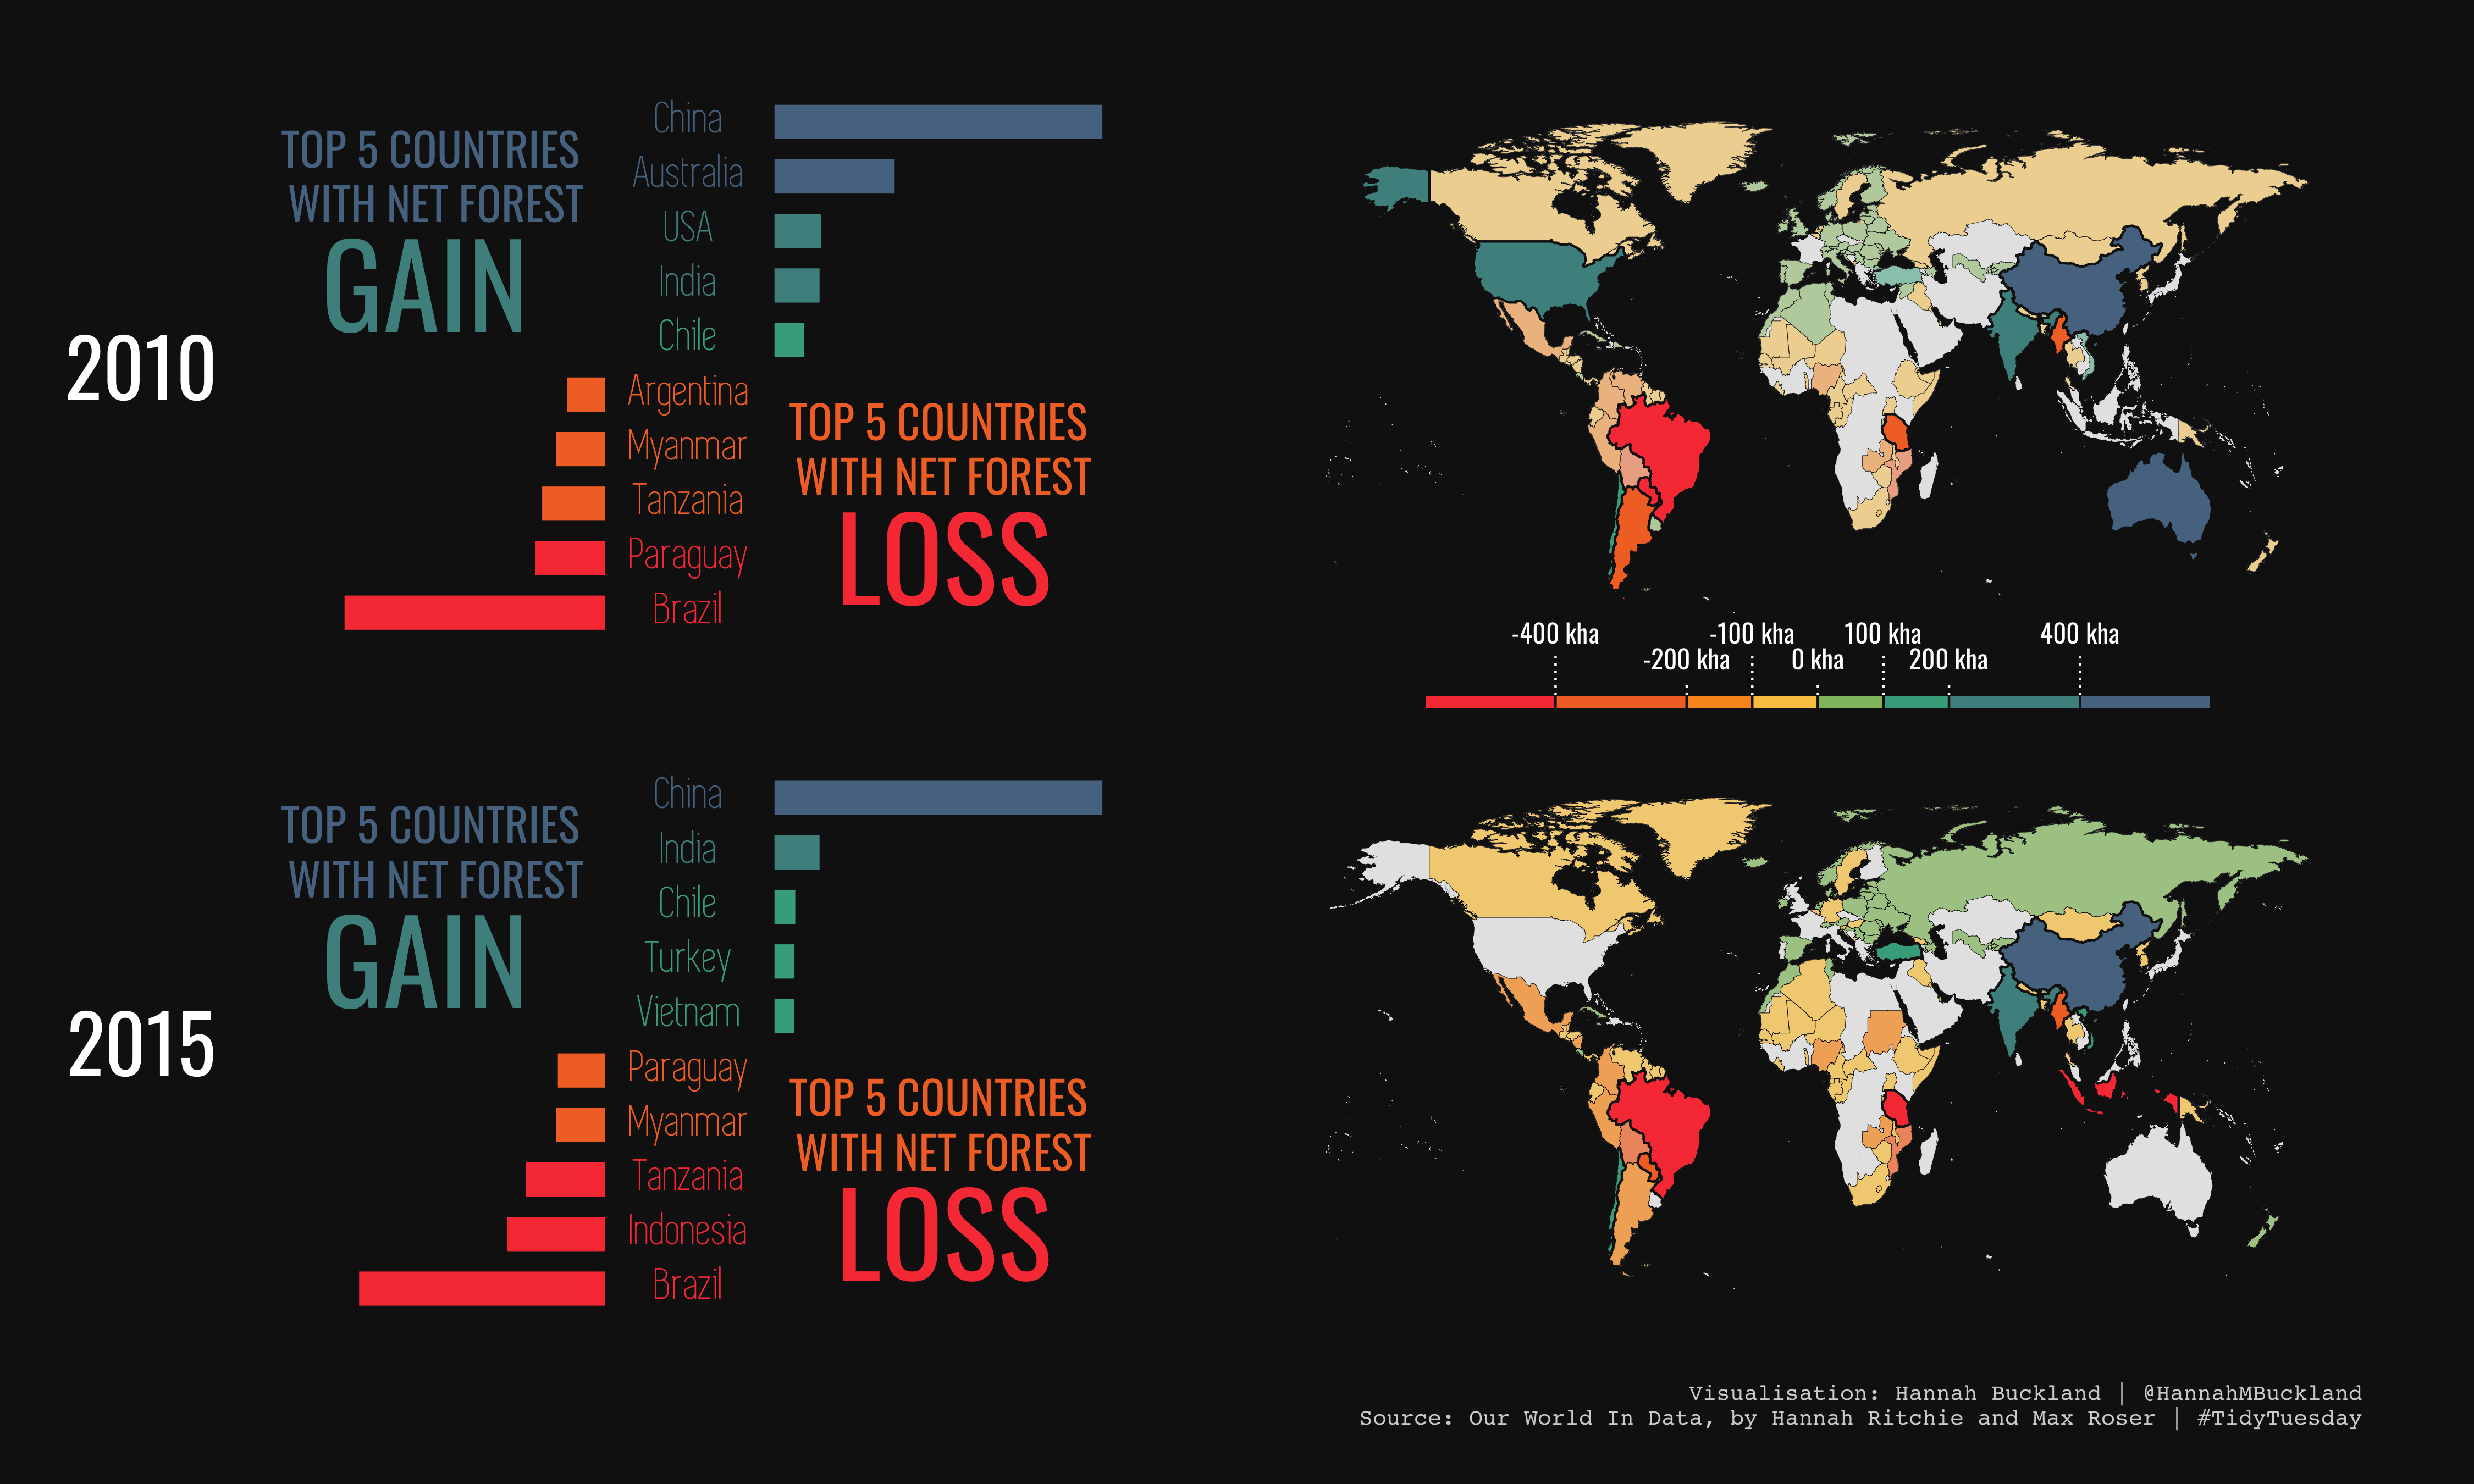 2010
TOP 5 COUNTRIES
WITH NET FOREST
GAIN
China
Australia
USA
India
Chile
Argentina
Myanmar
Tanzania
Paraguay
Brazil
TOP 5 COUNTRIES
WITH NET FOREST
LOSS
-400 kha
-100 kha
100 kha
400 kha
-200 kha
0 kha
200 kha
2015
TOP 5 COUNTRIES
WITH NET FOREST
GAIN
China
India
Chile
Turkey
Vietnam
Paraguay
Myanmar
Tanzania
Indonesia
Brazil
TOP 5 COUNTRIES
WITH NET FOREST
LOSS
Visualisation: Hannah Buckland | @HannahMBuckland
Source: Our World In Data, by Hannah Ritchie and Max Roser | #TidyTuesday